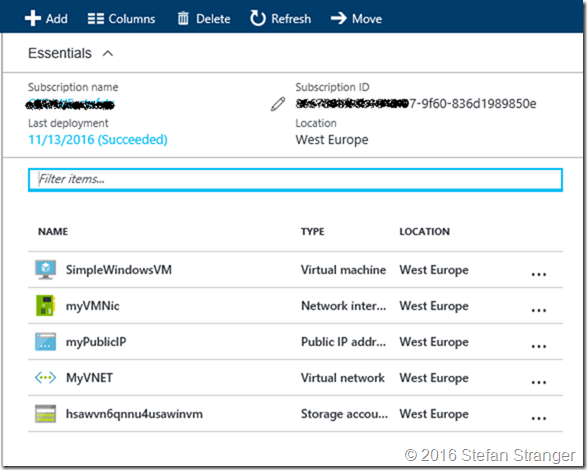 Add Columns Delete Refresh Move
Essentials
Subscription name Subscription ID
7-9f60-836d1989850e
Last deployment Location
11/13/2016 (Succeeded) West Europe
Filter items...
NAME TYPE LOCATION
SimpleWindowsVM Virtual machine West Europe ...
myVMNic Network inter... West Europe ...
myPublicIP Public IP addr... West Europe ...
MyVNET Virtual network West Europe ...
hsawvn6qnnu4usawinvm Storage accou... West Europe ...
© 2016 Stefan Stranger